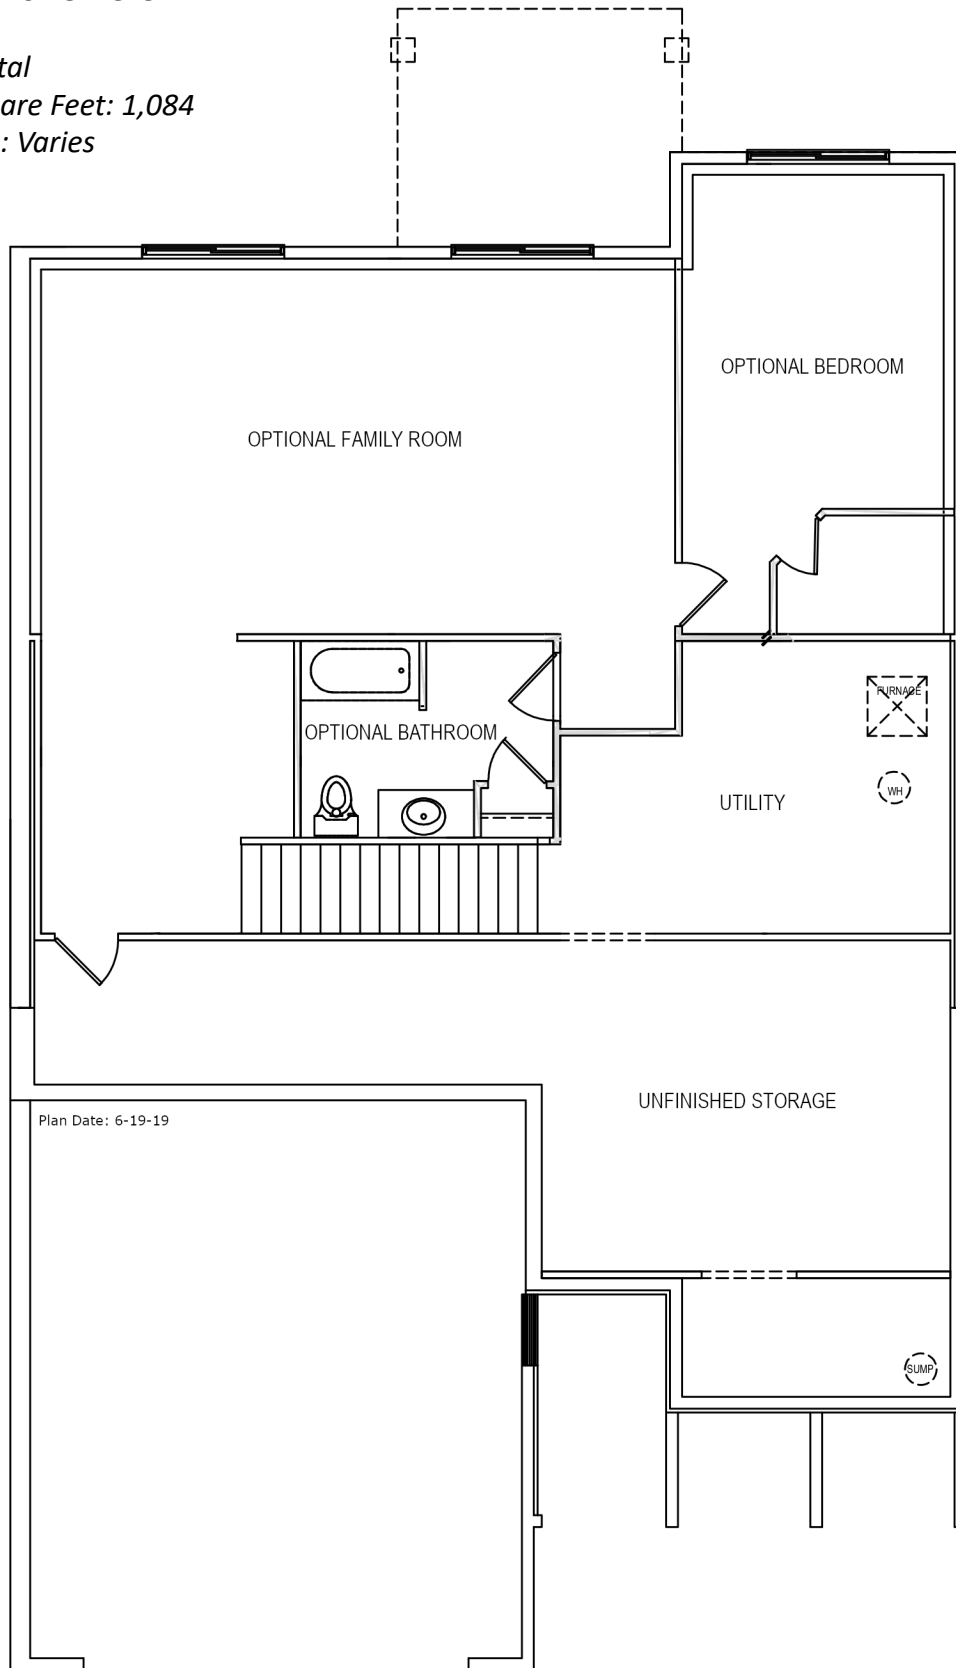 tal
are Feet: 1,084
: Varies
OPTIONAL BEDROOM
OPTIONAL FAMILY ROOM
FURNACE
OPTIONAL BATHROOM
WH
UTILITY
UNFINISHED STORAGE
Plan Date: 6-19-19
SUMP